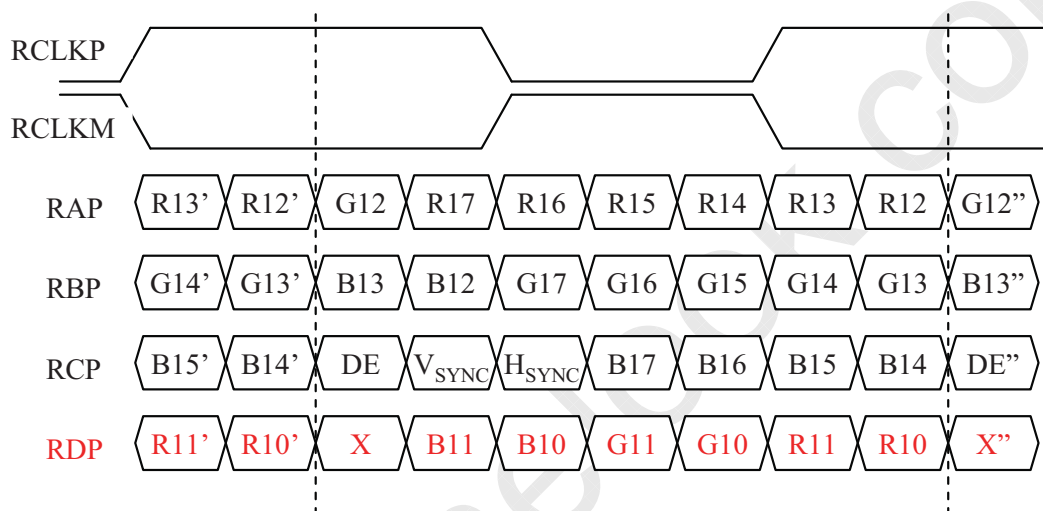 RCLKP
RCLKM
RAP R13’ R12’ G12 R17 R16 R15 R14 R13 R12 G12”
RBP G14’ G13’ B13 B12 G17 G16 G15 G14 G13 B13”
RCP B15’ B14’ DE VSYNC HSYNC B17 B16 B15 B14 DE”
RDP R11’ R10’ X B11 B10 G11 G10 R11 R10 X”